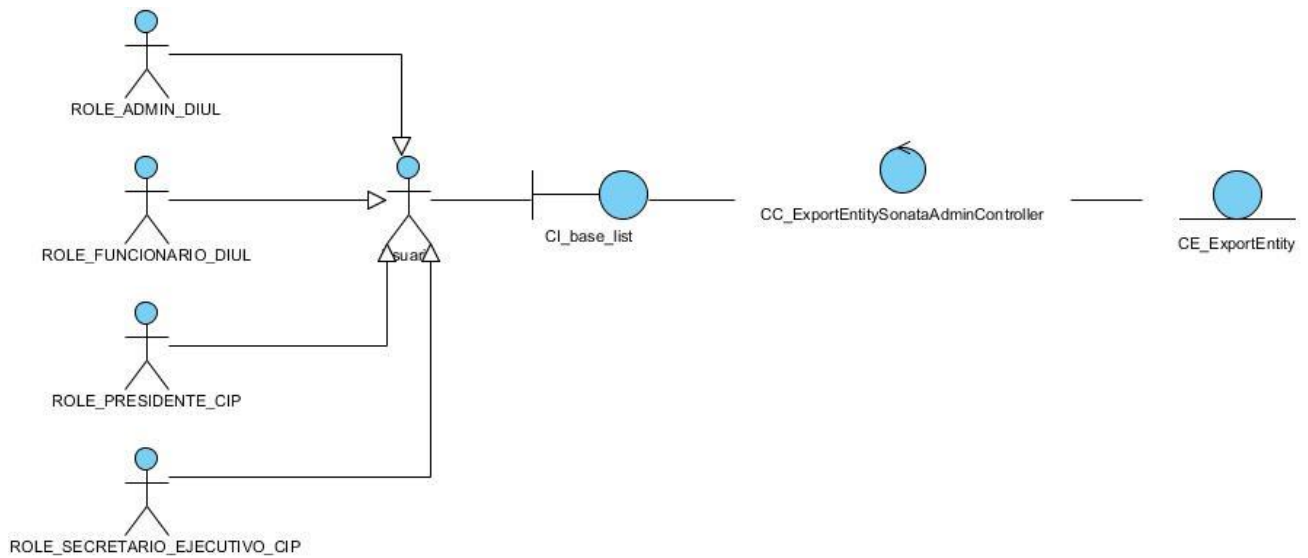 ROLE_ADMIN_DIUL
ROLE_FUNCIONARIO_DIUL
ROLE_PRESIDENTE_CIP
ROLE_SECRETARIO_EJECUTIVO_CIP
CI_base_list
CC_ExportEntitySonataAdminController
CE_ExportEntity